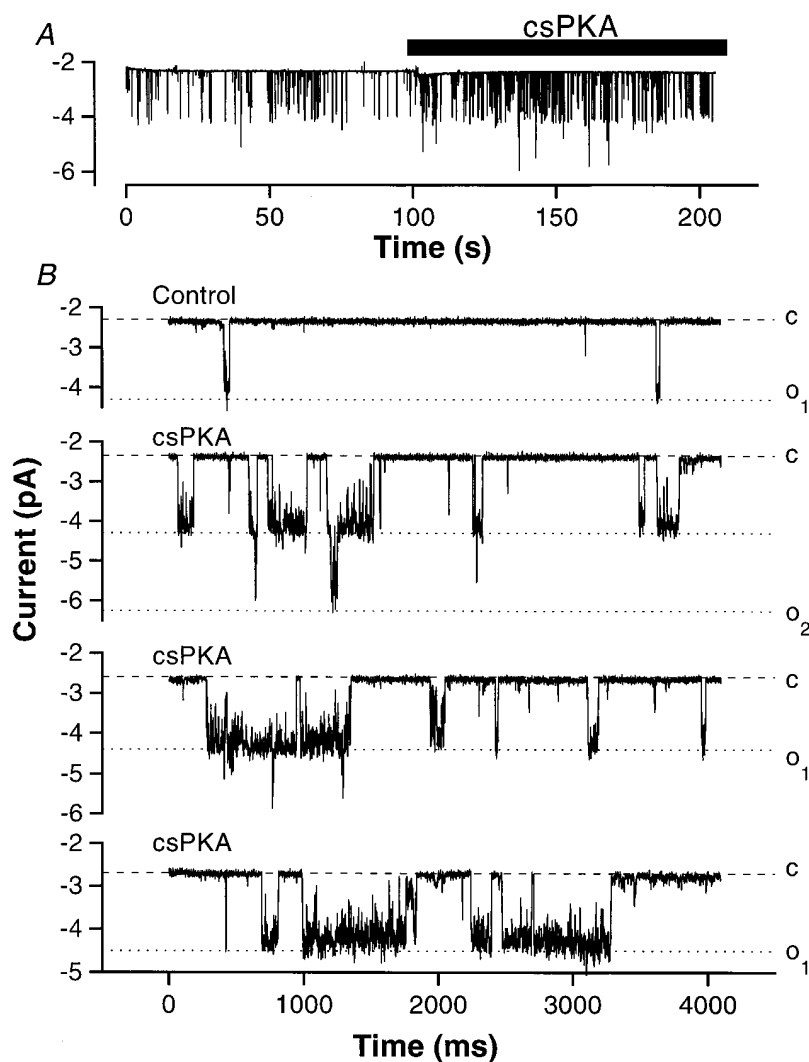 A
csPKA
-2
-4
-6
0 50 100 150 200
Time (s)
B
Control
-2
-3
-4
c
o1
csPKA
-2
-3
-4
-5
-6
c
o2
csPKA
-2
-3
-4
-5
-6
c
o1
csPKA
-2
-3
-4
-5
c
o1
Current (pA)
0 1000 2000 3000 4000
Time (ms)